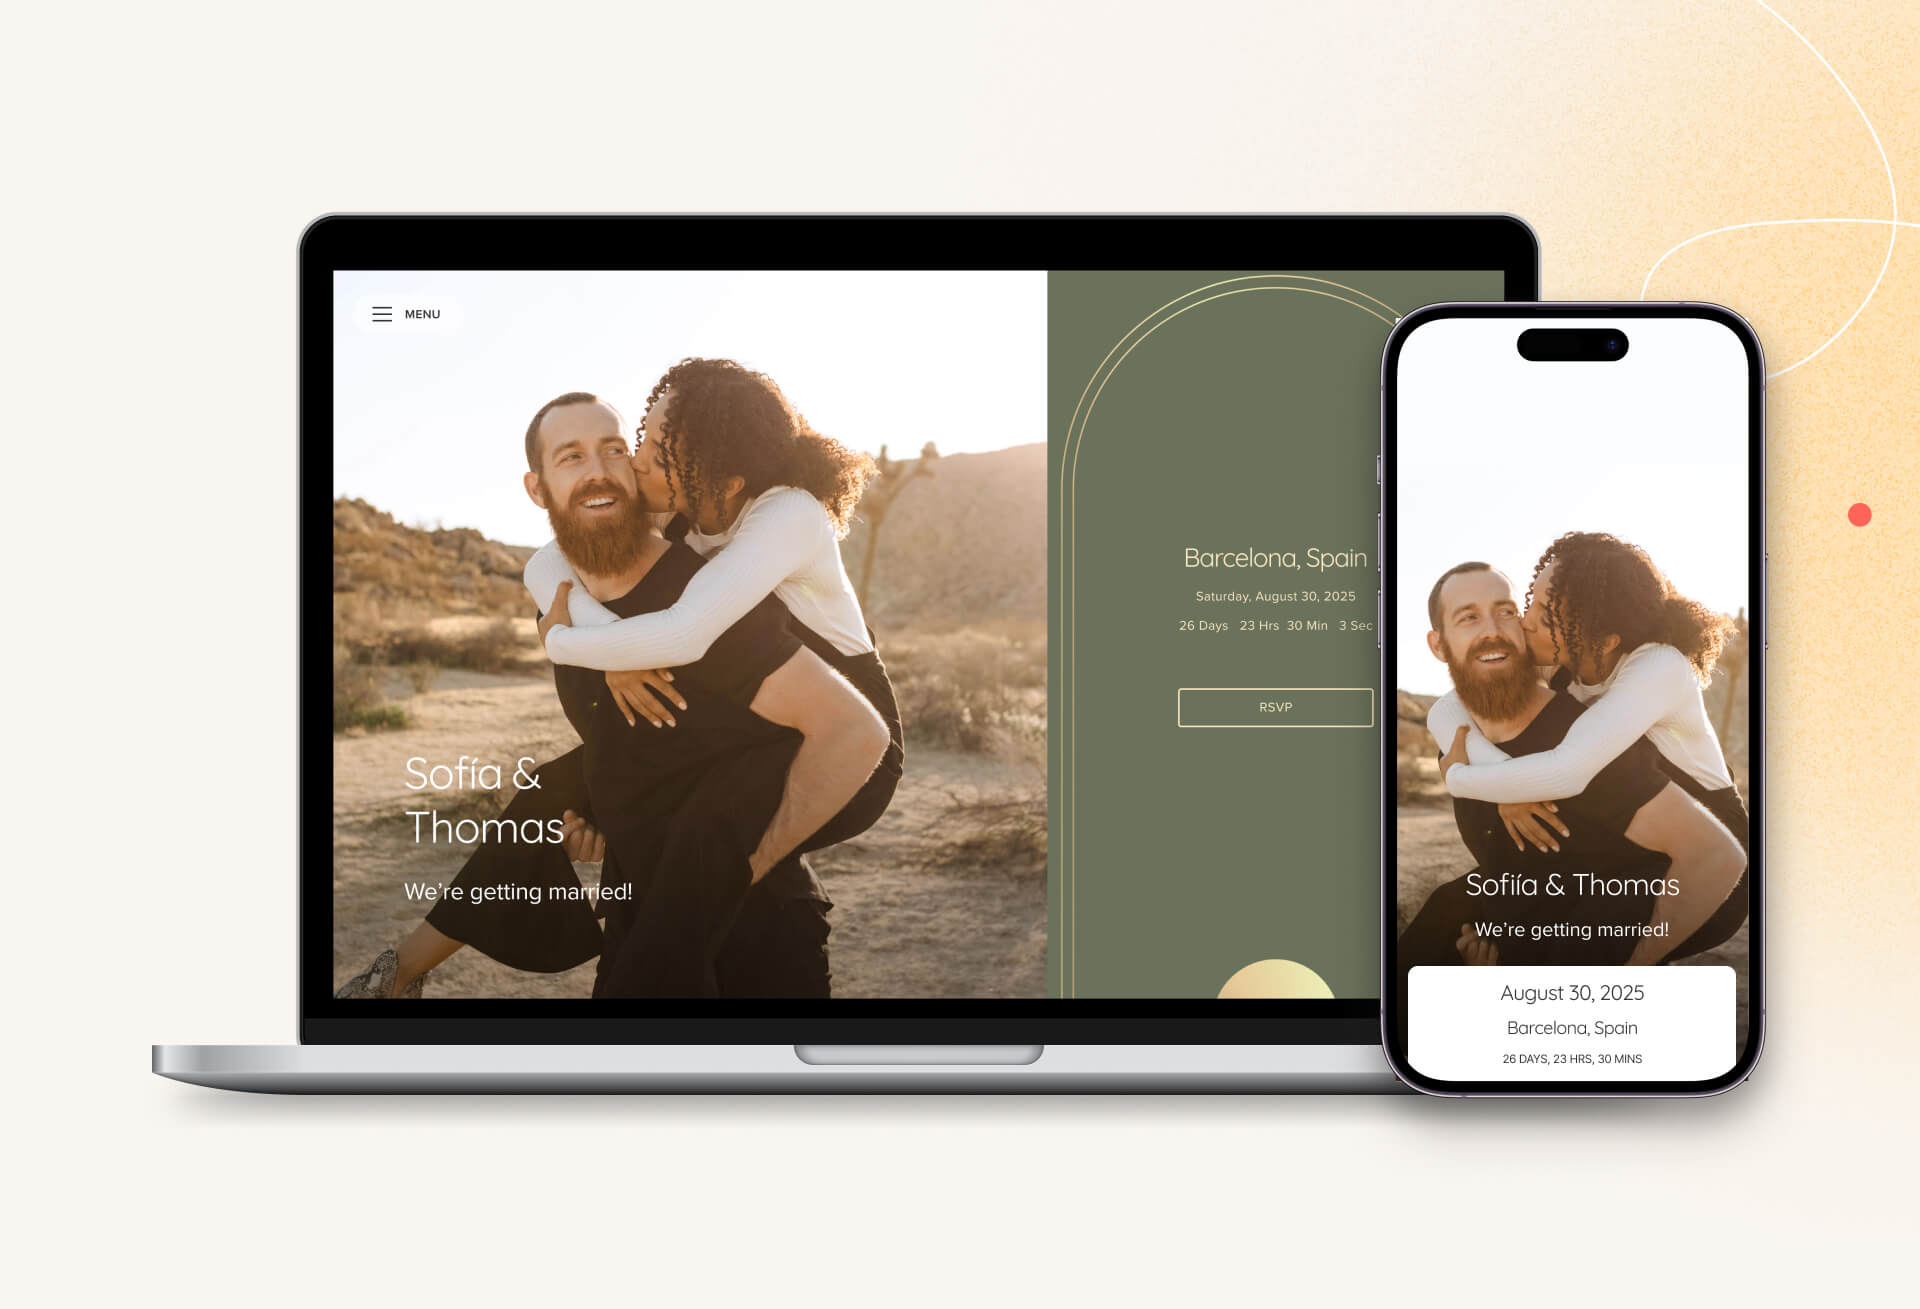 MENU
Sofía &
Thomas
We’re getting married!
Barcelona, Spain
Saturday, August 30, 2025
26 Days 23 Hrs 30 Min 3 Sec
RSVP
Sofiía & Thomas
We’re getting married!
August 30, 2025
Barcelona, Spain
26 DAYS, 23 HRS, 30 MINS